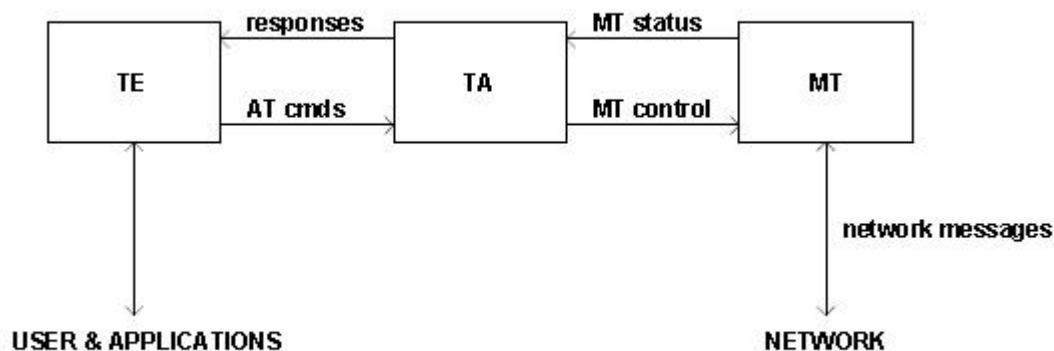 responses
MT status
TE
TA
MT
AT cmds
MT control
network messages
USER & APPLICATIONS
NETWORK